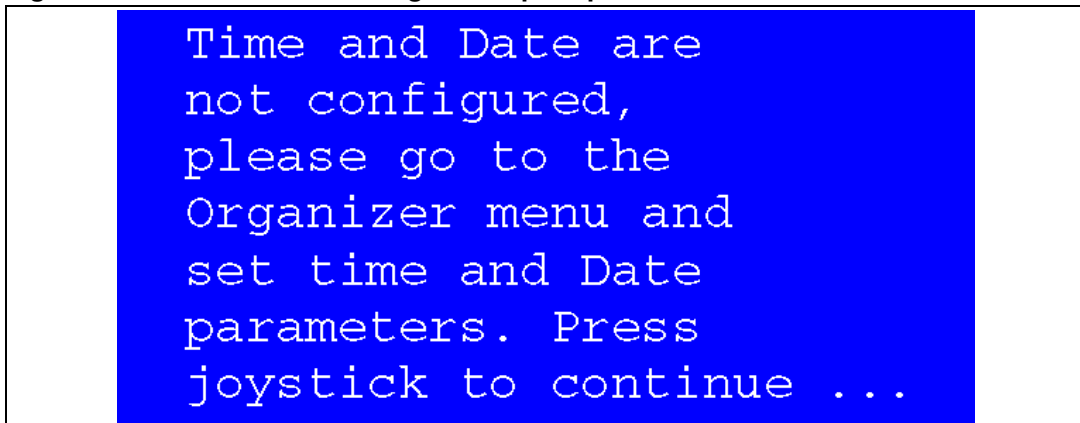 Time and Date are
not configured,
please go to the
Organizer menu and
set time and Date
parameters. Press
joystick to continue ...